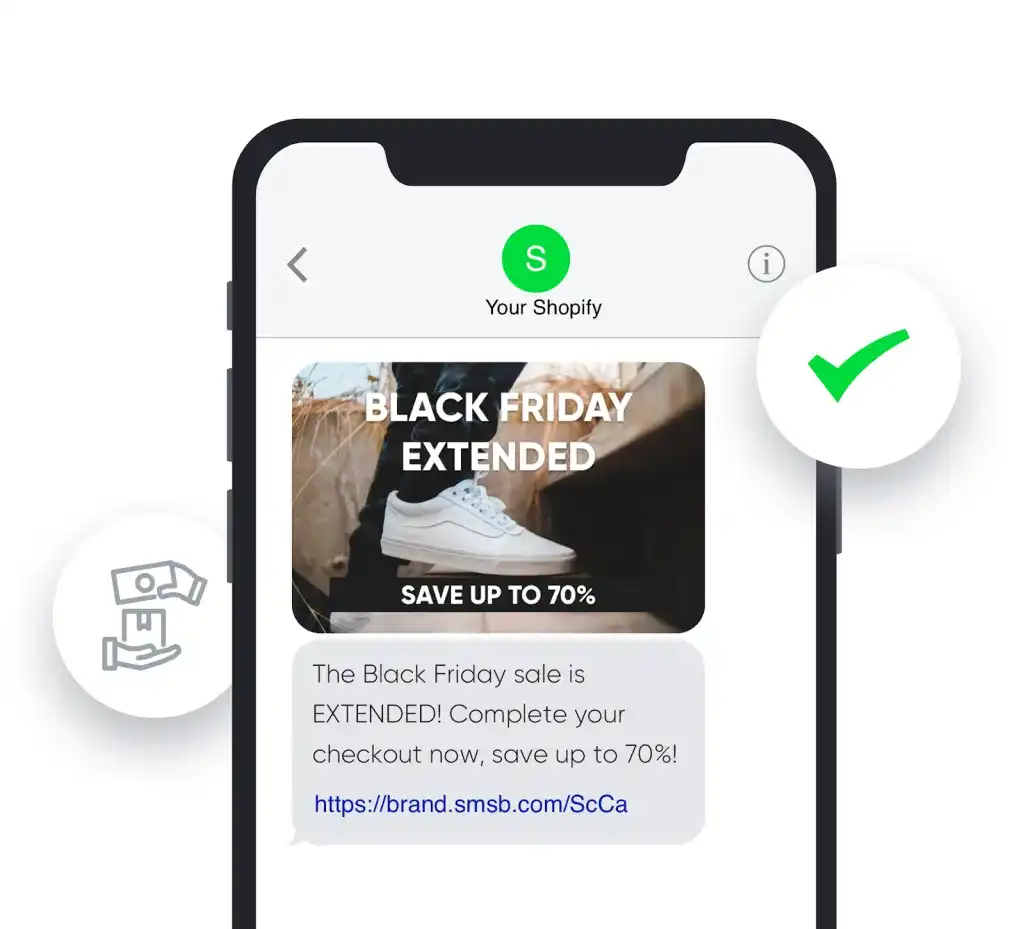 S
Your Shopify
BLACK FRIDAY
EXTENDED
SAVE UP TO 70%
The Black Friday sale is
EXTENDED! Complete your
checkout now, save up to 70%!
https://brand.smsb.com/ScCa